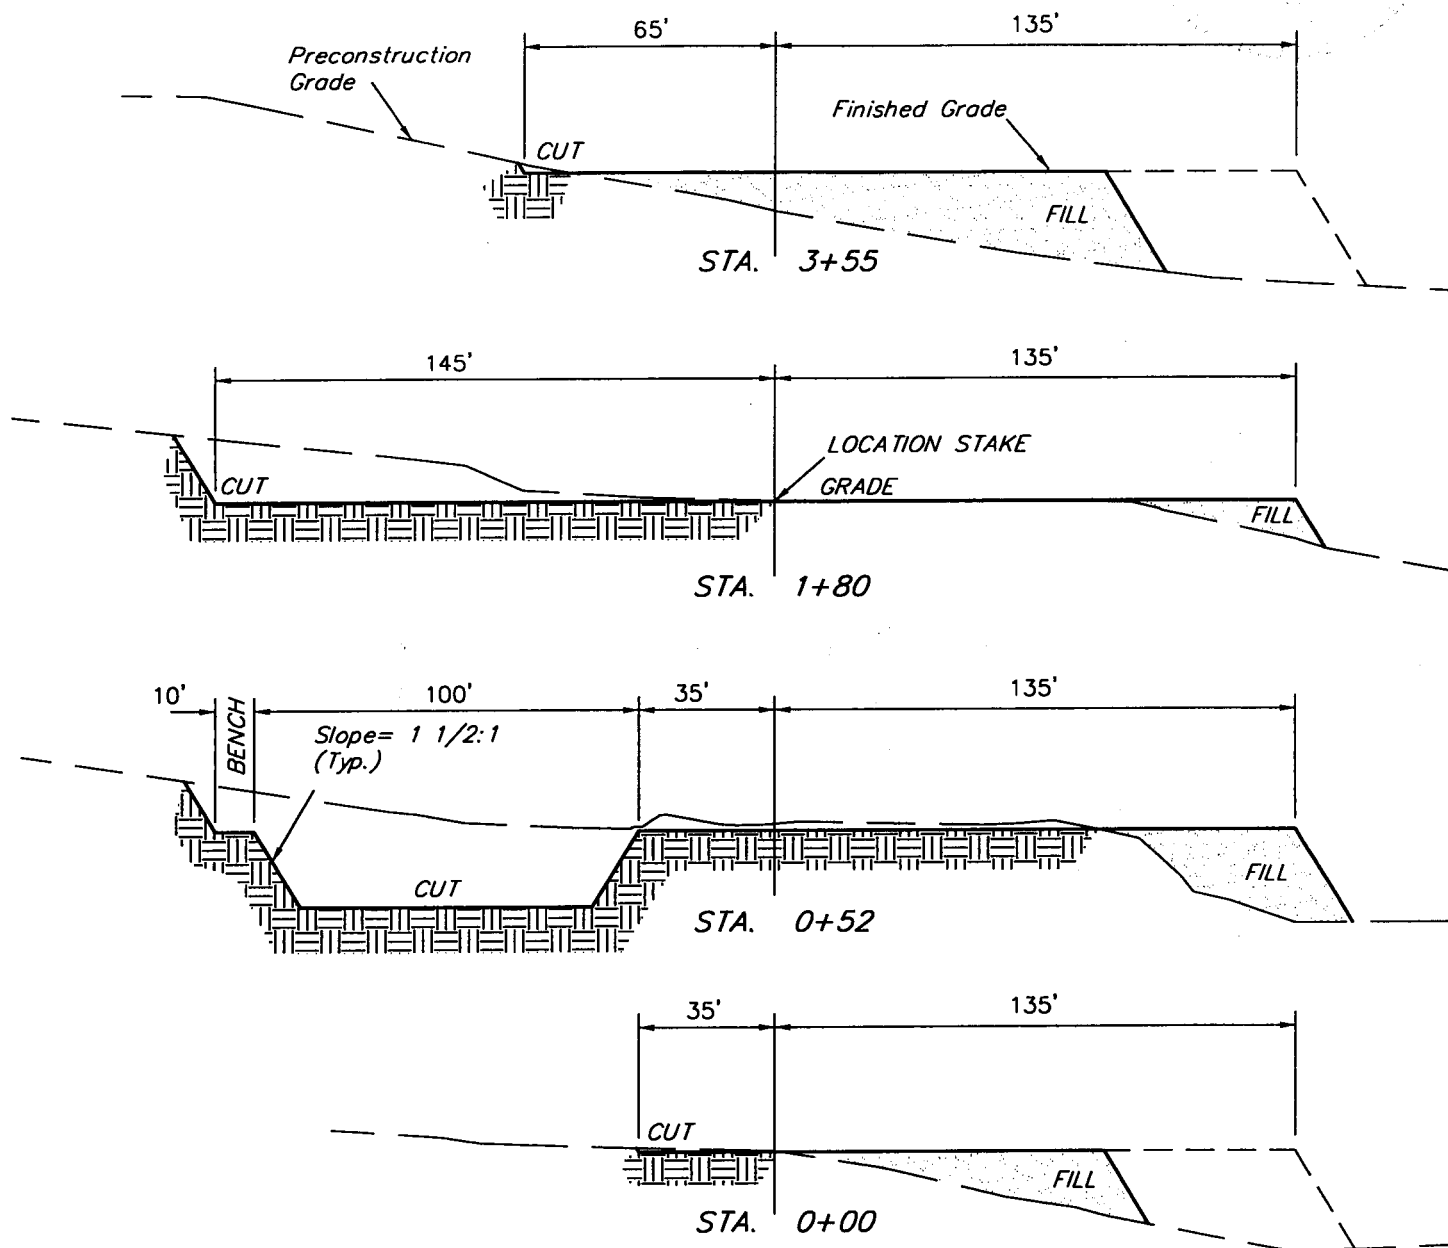 65'
135'
Preconstruction
Grade
Finished Grade
CUT
FILL
STA. 3+55
145'
135'
LOCATION STAKE
CUT
GRADE
FILL
STA. 1+80
10'
BENCH
100'
35'
135'
Slope= 1 1/2:1
(Typ.)
CUT
FILL
STA. 0+52
35'
135'
CUT
FILL
STA. 0+00